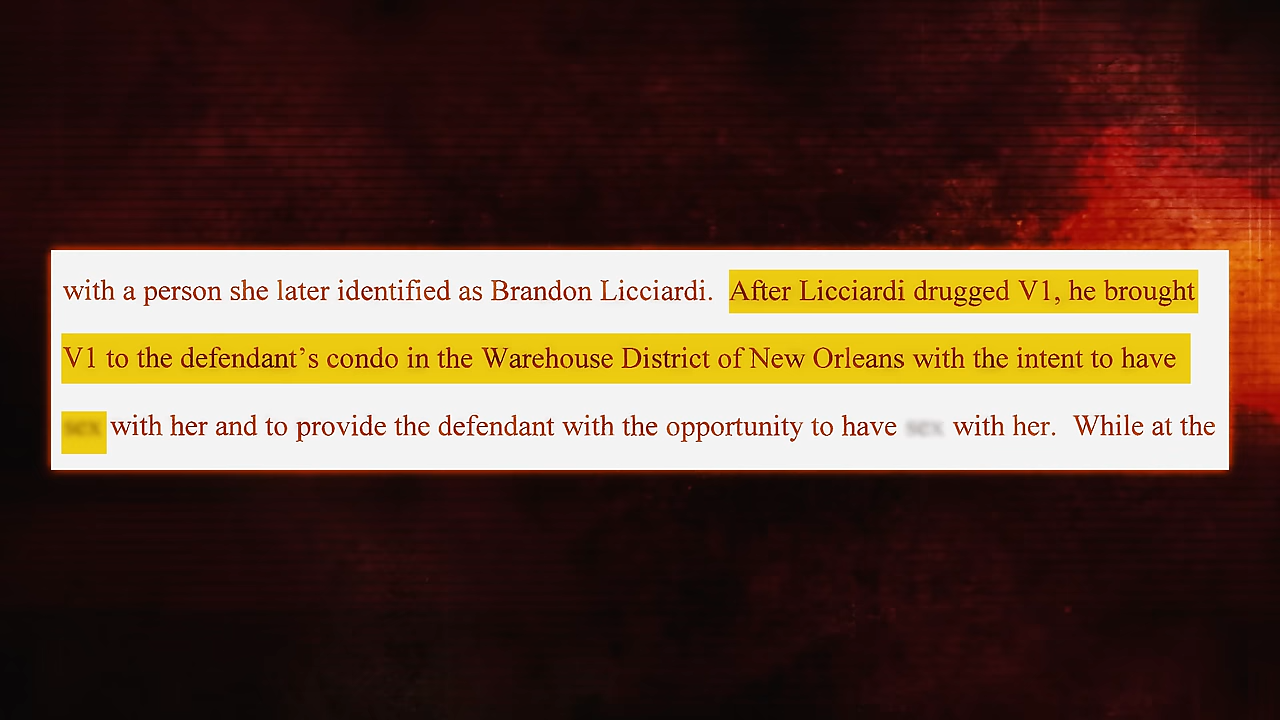 with a person she later identified as Brandon Licciardi. After Licciardi drugged V1, he brought
V1 to the defendant’s condo in the Warehouse District of New Orleans with the intent to have
with her and to provide the defendant with the opportunity to have with her. While at the